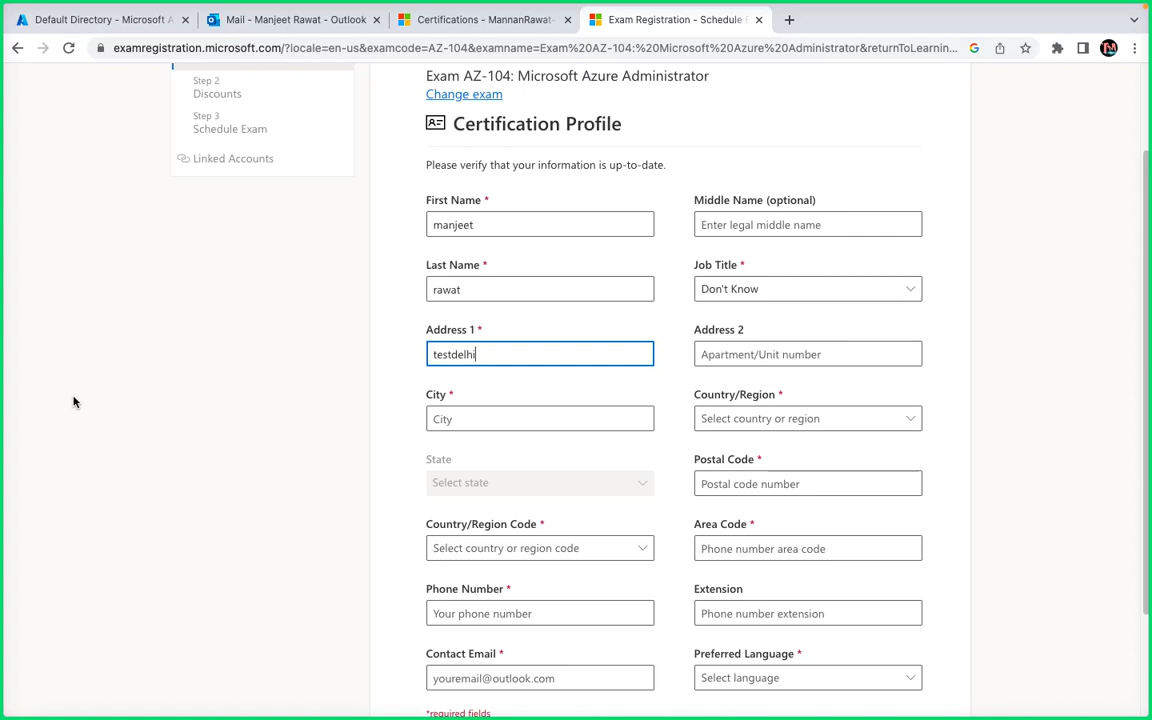 Default Directory - Microsoft A
Mail - Manjeet Rawat - Outlook
Certifications - MannanRawat-
Exam Registration - Schedule E
examregistration.microsoft.com/?locale=en-us&examcode=AZ-104&examname=Exam%20AZ-104:%20Microsoft%20Azure%20Administrator&returnToLearnin...
Step 2
Discounts
Step 3
Schedule Exam
Linked Accounts
Exam AZ-104: Microsoft Azure Administrator
Change exam
Certification Profile
Please verify that your information is up-to-date.
First Name *
Middle Name (optional)
manjeet
Enter legal middle name
Last Name *
Job Title *
rawat
Don't Know
Address 1 *
Address 2
testdelhi
Apartment/Unit number
City *
Country/Region *
City
Select country or region
State
Postal Code *
Select state
Postal code number
Country/Region Code *
Area Code *
Select country or region code
Phone number area code
Phone Number *
Extension
Your phone number
Phone number extension
Contact Email *
Preferred Language *
youremail@outlook.com
Select language
*required fields